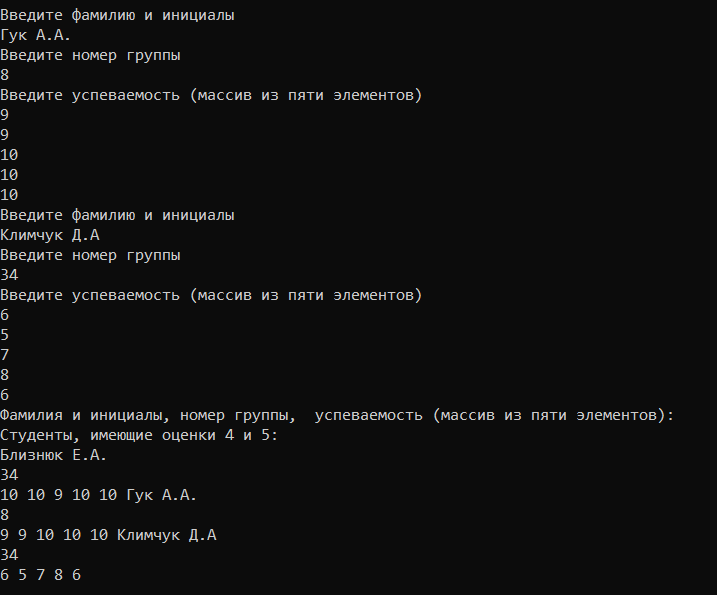 Введите фамилию и инициалы
Гук А.А.
Введите номер группы
8
Введите успеваемость (массив из пяти элементов)
9
9
10
10
10
Введите фамилию и инициалы
Климчук Д.А
Введите номер группы
34
Введите успеваемость (массив из пяти элементов)
6
5
7
8
6
Фамилия и инициалы, номер группы,  успеваемость (массив из пяти элементов):
Студенты, имеющие оценки 4 и 5:
Близнюк Е.А.
34
10 10 9 10 10 Гук А.А.
8
9 9 10 10 10 Климчук Д.А
34
6 5 7 8 6